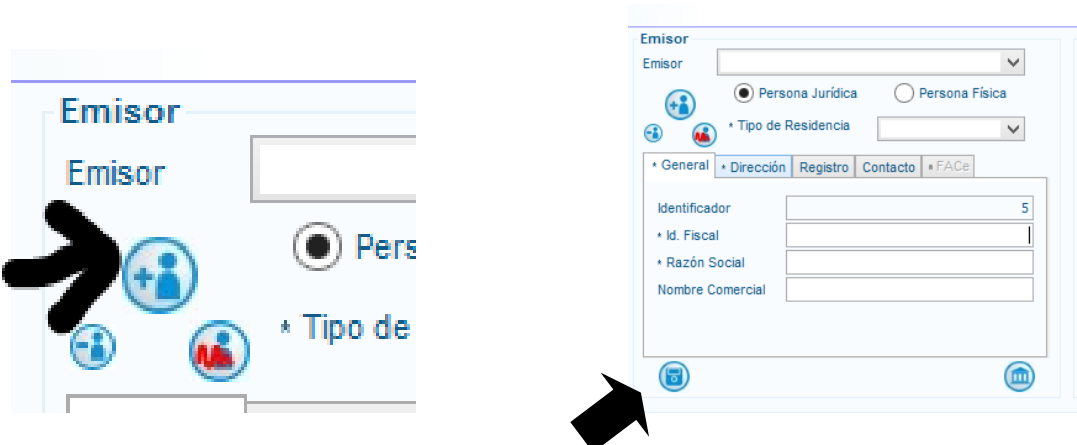 Emisor
Emisor
Pers
* Tipo de
Emisor
Emisor
Persona Jurídica
Persona Física
* Tipo de Residencia
* General
* Dirección
Registro
Contacto
* FACe
Identificador
5
* Id. Fiscal
* Razón Social
Nombre Comercial